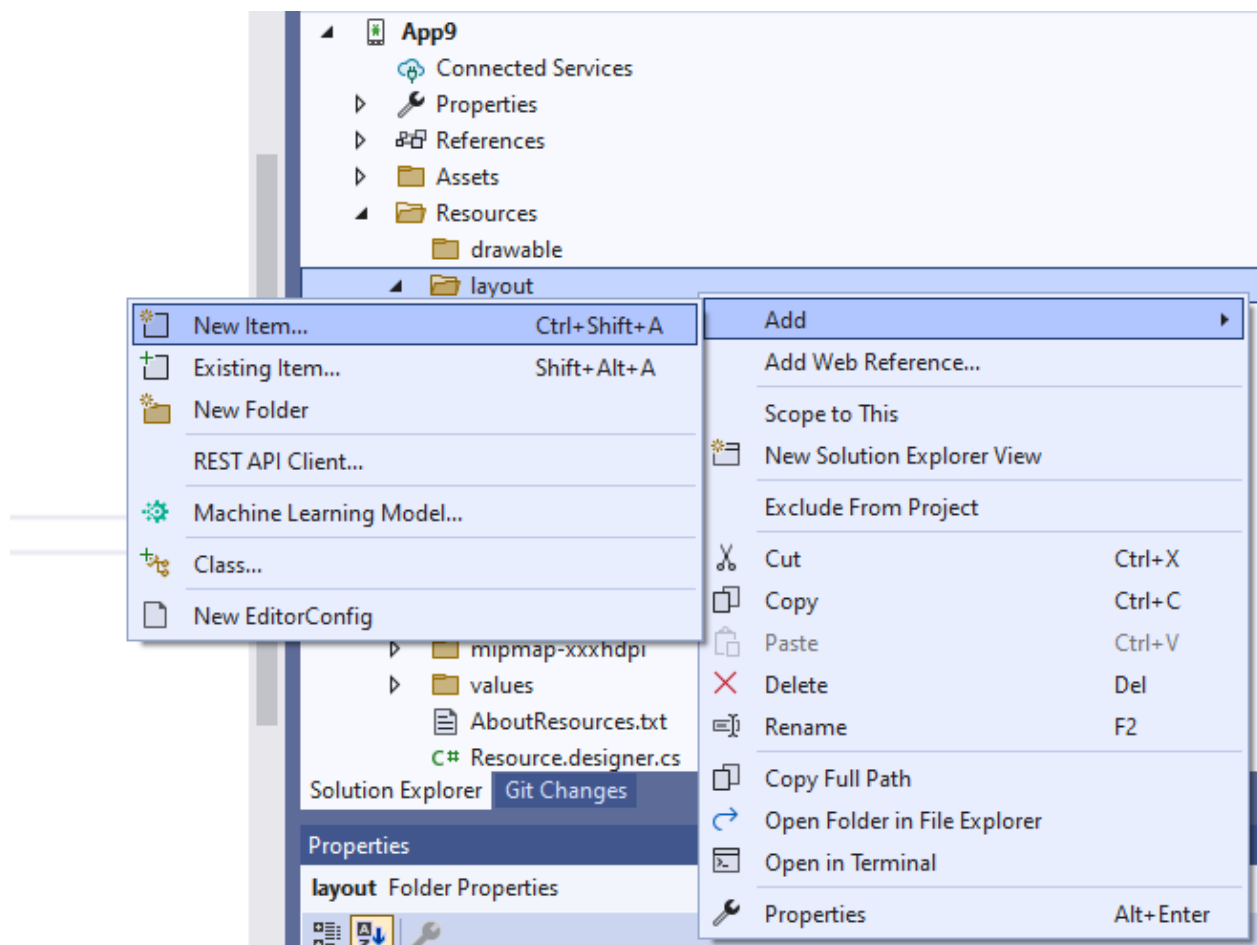 App9
Connected Services
Properties
References
Assets
Resources
drawable
layout
New Item... Ctrl+Shift+A
Existing Item... Shift+Alt+A
New Folder
REST API Client...
Machine Learning Model...
Class...
New EditorConfig
Add
Add Web Reference...
Scope to This
New Solution Explorer View
Exclude From Project
Cut Ctrl+X
Copy Ctrl+C
Paste Ctrl+V
Delete Del
Rename F2
Copy Full Path
Open Folder in File Explorer
Open in Terminal
Properties Alt+Enter
mipmap-xxxhdpi
values
AboutResources.txt
C# Resource.designer.cs
Solution Explorer Git Changes
Properties
layout Folder Properties